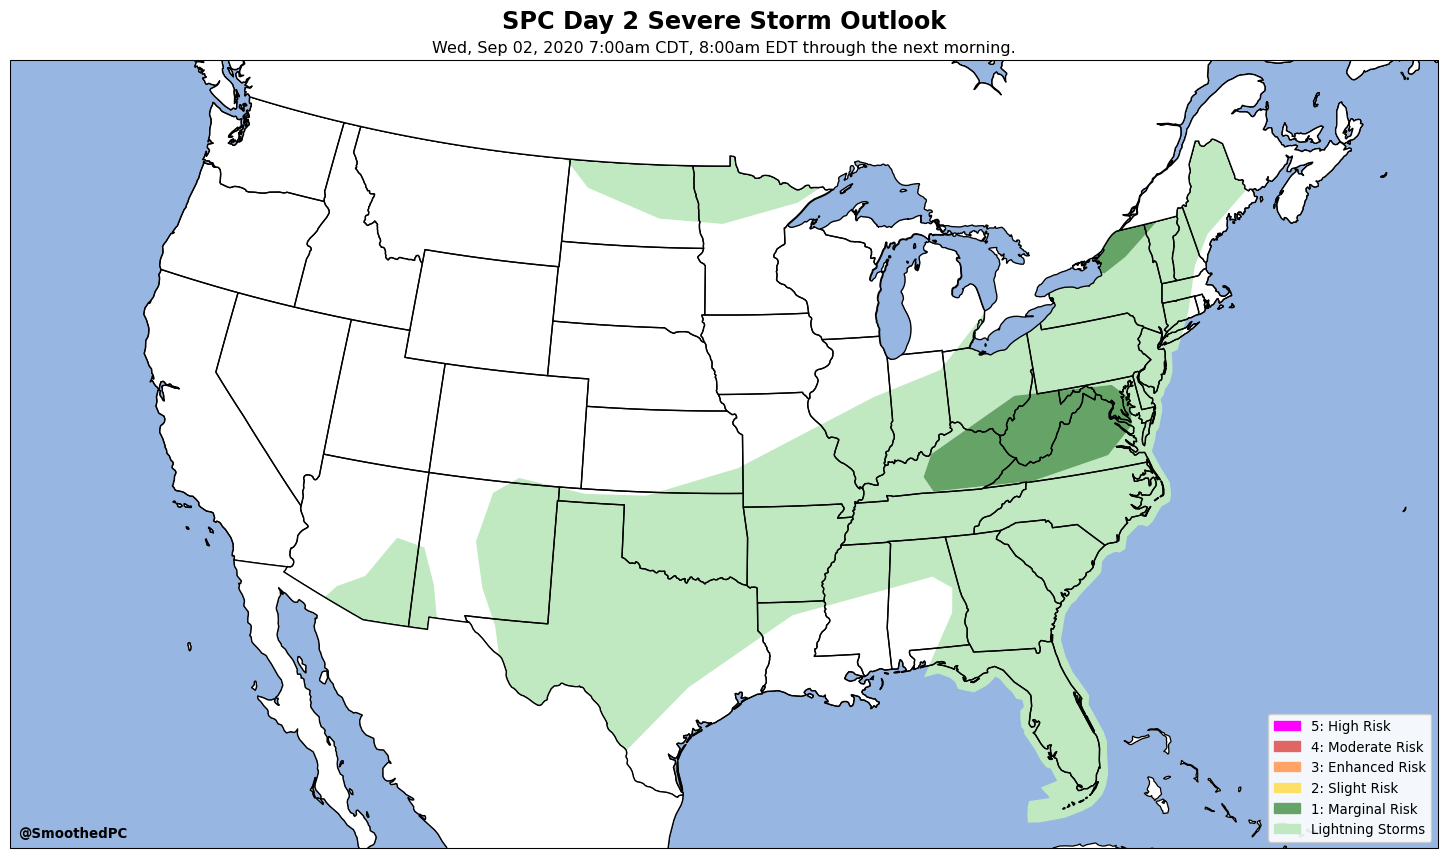 SPC Day 2 Severe Storm Outlook
Wed, Sep 02, 2020 7:00am CDT, 8:00am EDT through the next morning.
5: High Risk
4: Moderate Risk
3: Enhanced Risk
2: Slight Risk
1: Marginal Risk
Lightning Storms
@SmoothedPC